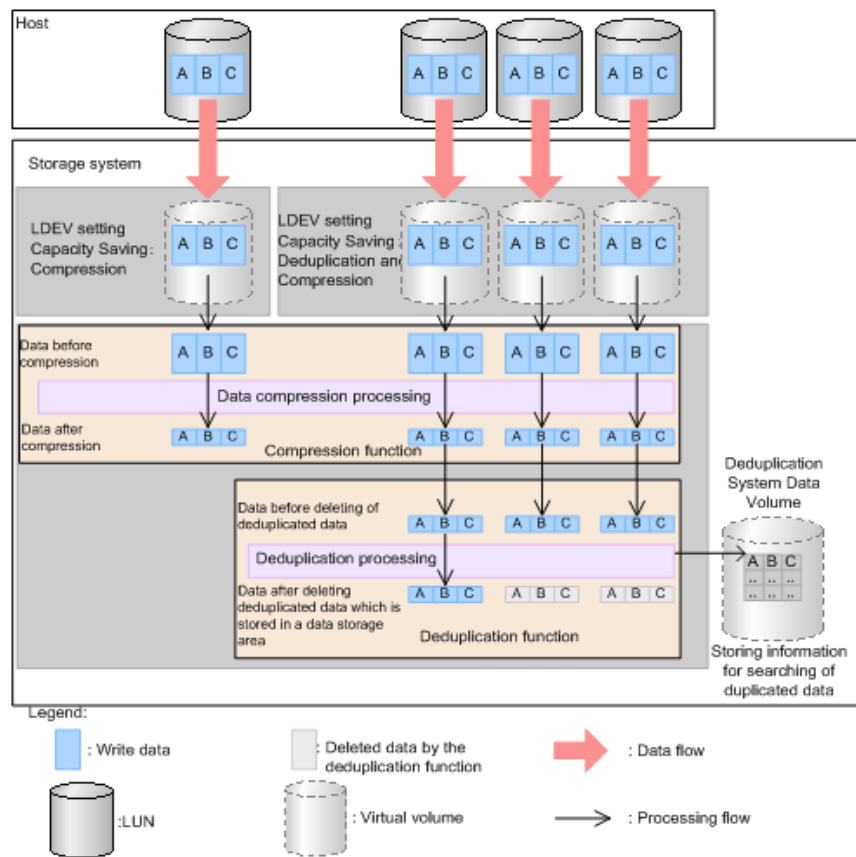 Host
A B C
A B C
A B C
A B C
Storage system
LDEV setting
Capacity Saving:
Compression
A B C
LDEV setting
Capacity Saving:
Deduplication and
Compression
A B C
A B C
A B C
Data before
compression
A B C
A B C
A B C
A B C
Data compression processing
Data after
compression
A B C
A B C
A B C
A B C
Compression function
Deduplication
System Data
Volume
Data before deleting of
deduplicated data
A B C
A B C
A B C
Deduplication processing
A B C
.. .. ..
.. .. ..
Data after deleting
deduplicated data which is
stored in a data storage
area
A B C
A B C
A B C
Deduplication function
Storing information
for searching of
duplicated data
Legend:
: Write data
: Deleted data by the
deduplication function
: Data flow
:LUN
: Virtual volume
: Processing flow